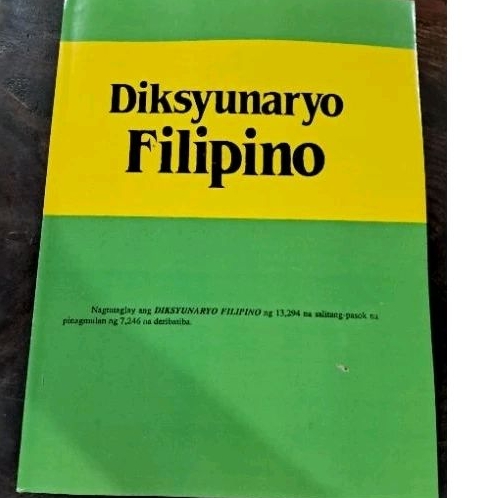 Diksyunaryo
Filipino
Nagtataglay ang DIKSYUNARYO FILIPINO ng 13,294 na salitang-pasok na
pinagmulan ng 7,246 na deribatiba.